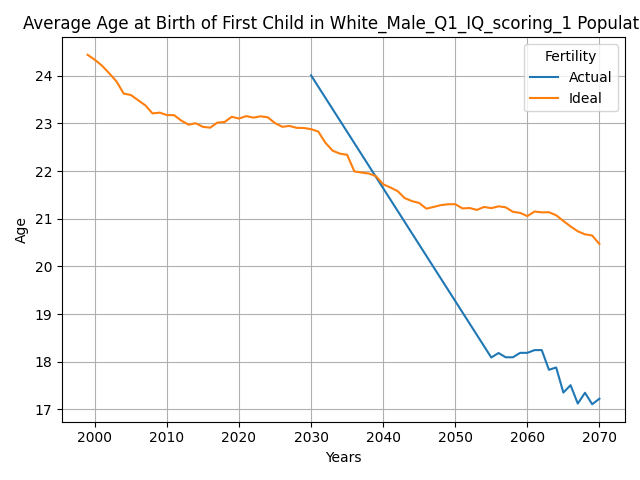 Average Age at Birth of First Child in White_Male_Q1_IQ_scoring_1 Populat
Fertility
Actual
Ideal
Age
24
23
22
21
20
19
18
17
2000 2010 2020 2030 2040 2050 2060 2070
Years